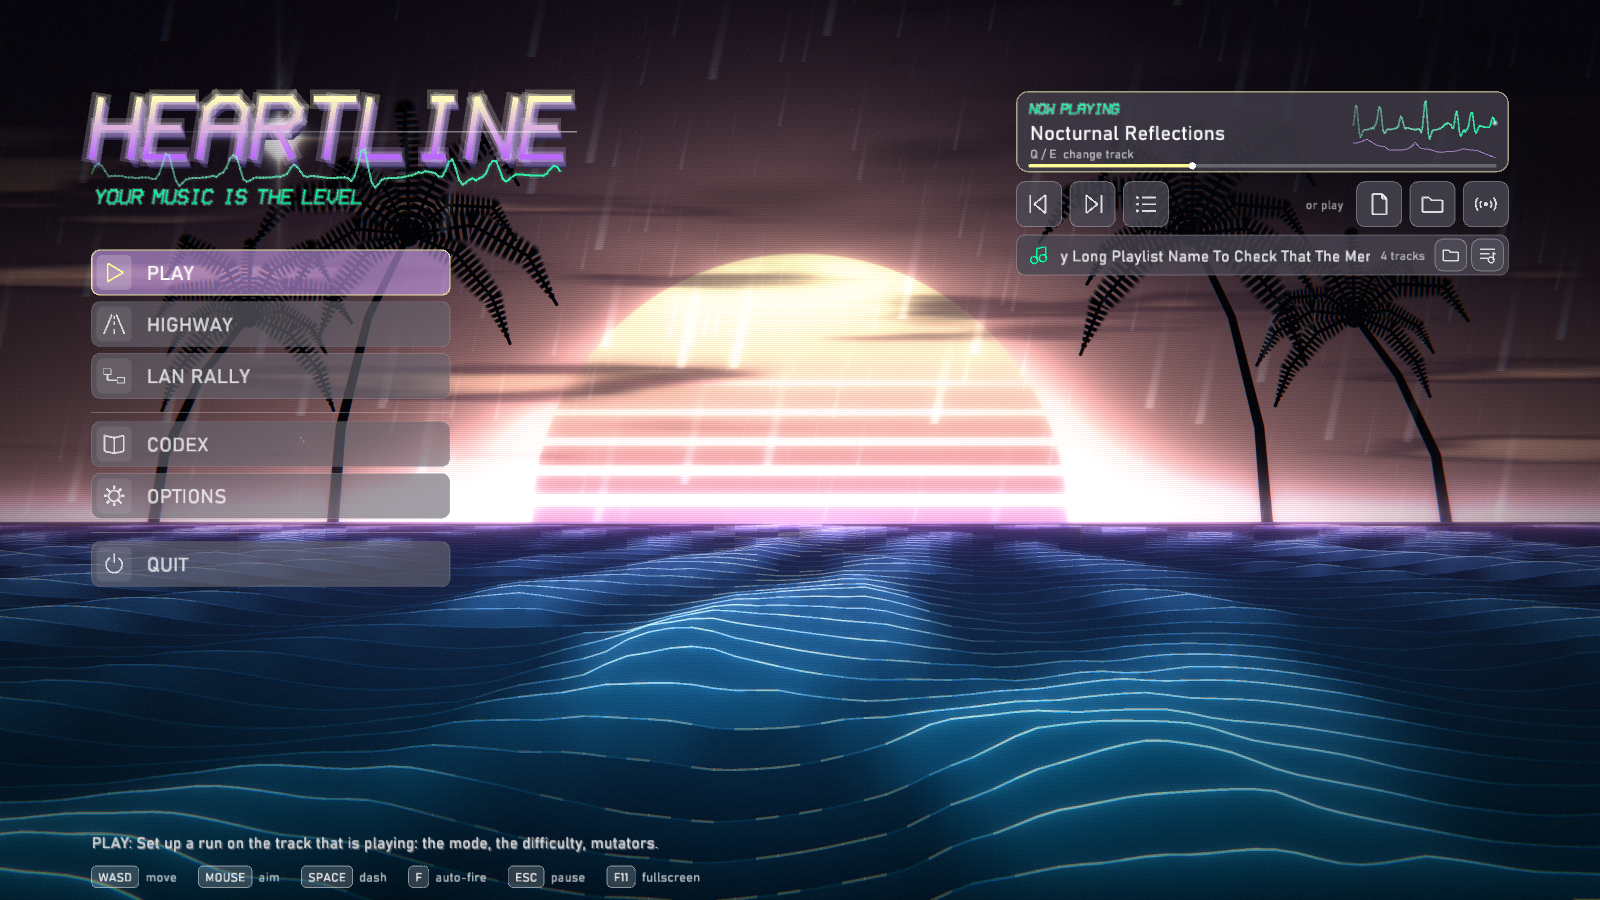 HEARTLINE
YOUR MUSIC IS THE LEVEL
PLAY
HIGHWAY
LAN RALLY
CODEX
OPTIONS
QUIT
NOW PLAYING
Nocturnal Reflections
Q / E change track
or play
y Long Playlist Name To Check That The Mer
4 tracks
PLAY: Set up a run on the track that is playing: the mode, the difficulty, mutators.
WASD move MOUSE aim SPACE dash F auto-fire ESC pause F11 fullscreen